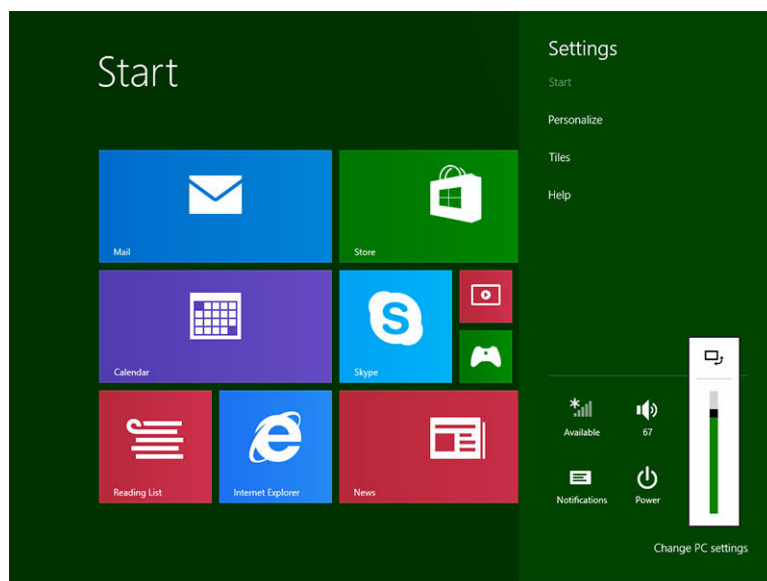 Start
Settings
Start
Personalize
Tiles
Help
Mail
Store
Calendar
Skype
Reading List
Internet Explorer
News
Available
67
Notifications
Power
Change PC settings